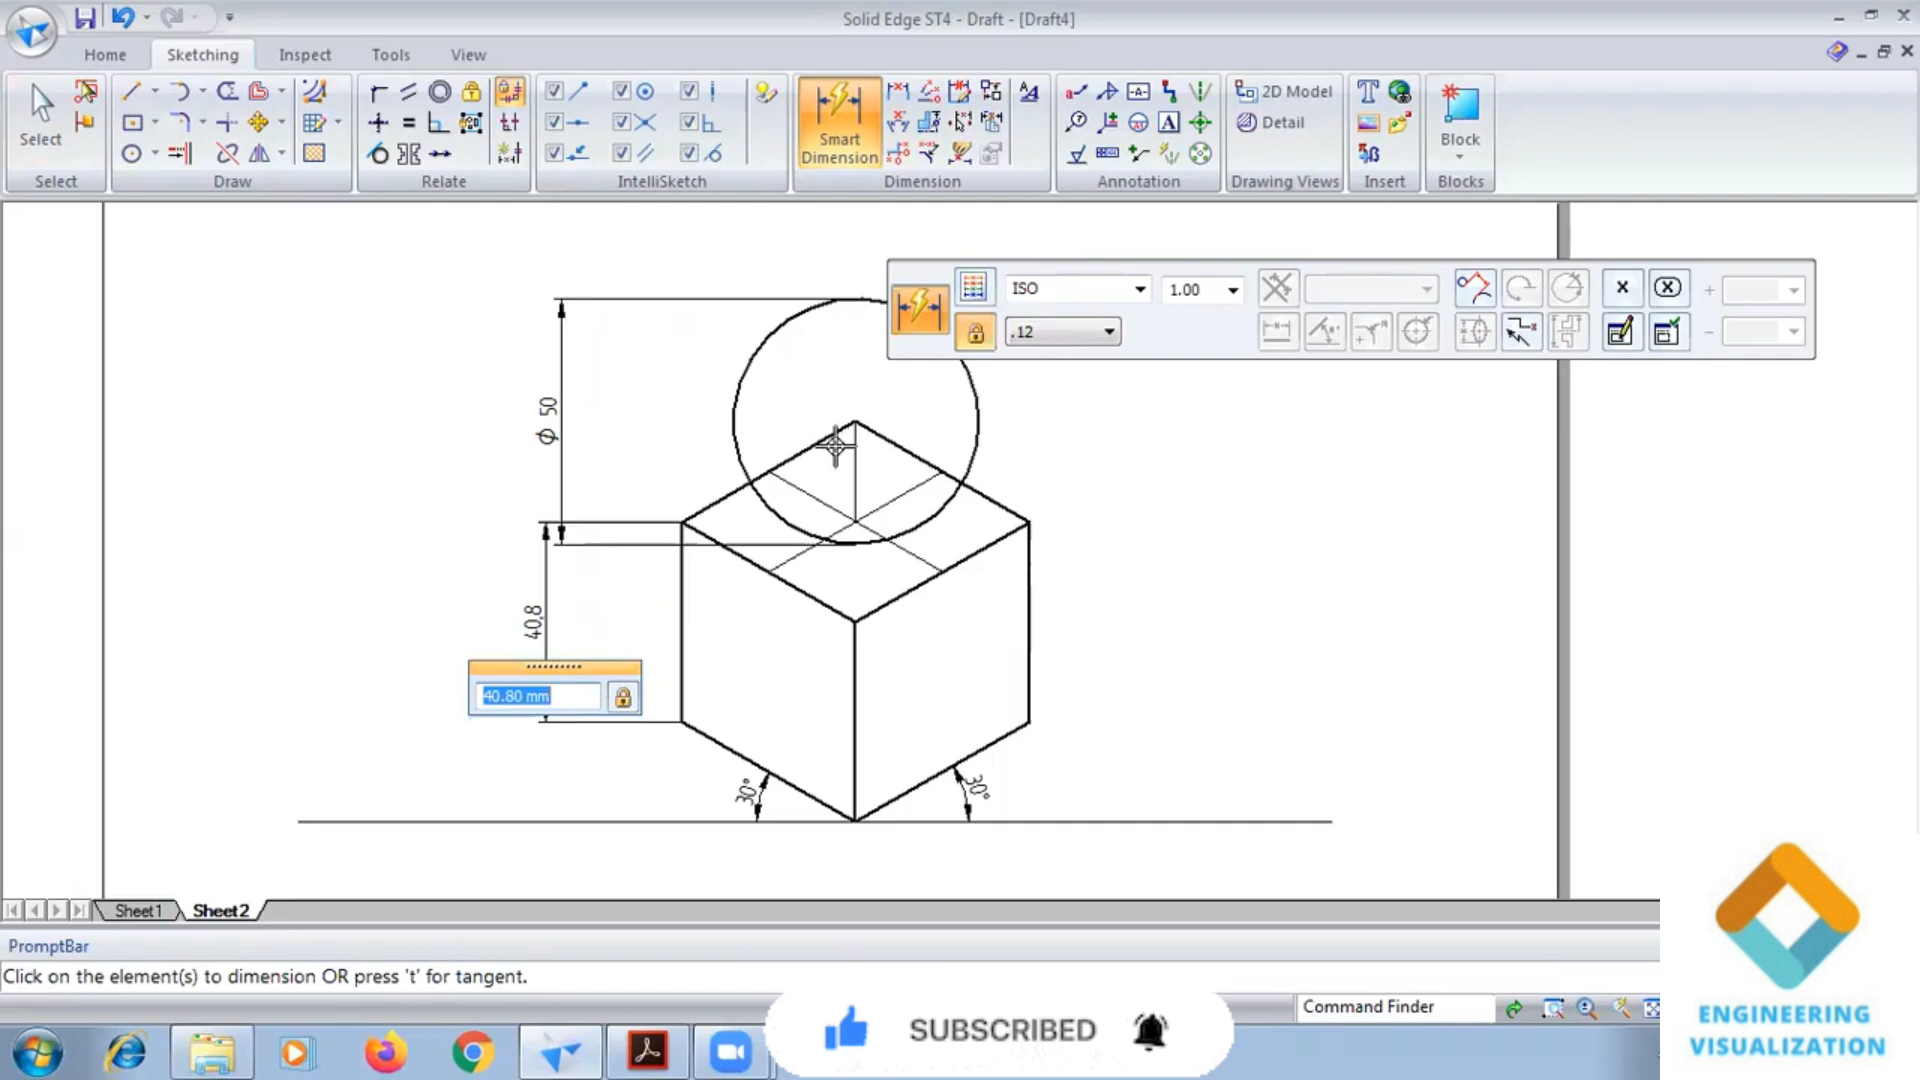 Solid Edge ST4 - Draft - [Draft4]
Home
Sketching
Inspect
Tools
View
Select
Smart
Dimension
A
2D Model
Detail
T
Block
Select
Draw
Relate
IntelliSketch
Dimension
Annotation
Drawing Views
Insert
Blocks
ISO
1.00
.12
Φ 50
40,8
40.80 mm
30°
30°
Sheet1
Sheet2
PromptBar
Click on the element(s) to dimension OR press 't' for tangent.
Command Finder
SUBSCRIBED
ENGINEERING
VISUALIZATION